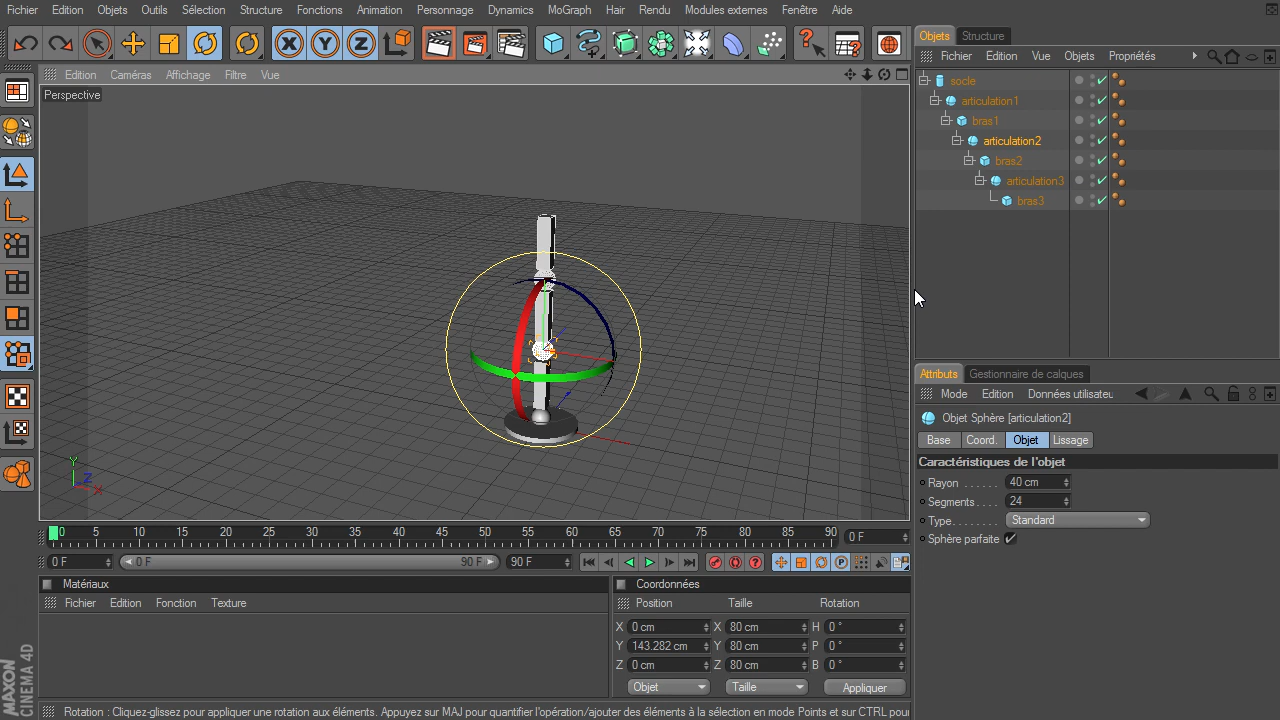 Fichier Edition Objets Outils Sélection Structure Fonctions Animation Personnage Dynamics MoGraph Hair Rendu Modules externes Fenêtre Aide
Objets Structure
Fichier Edition Vue Objets Propriétés
Edition Caméras Affichage Filtre Vue
Perspective
socle
articulation1
bras1
articulation2
bras2
articulation3
bras3
X Y Z
Y
Z
X
Attributs Gestionnaire de calques
Mode Edition Données utilisateu
Objet Sphère [articulation2]
Base Coord. Objet Lissage
Caractéristiques de l'objet
Rayon . . . . . . 40 cm
Segments . . . . 24
Type. . . . . . . . Standard
Sphère parfaite
0 5 10 15 20 25 30 35 40 45 50 55 60 65 70 75 80 85 90 0 F
0 F 0 F 90 F 90 F
Matériaux
Fichier Edition Fonction Texture
Coordonnées
Position Taille Rotation
X 0 cm X 80 cm H 0 °
Y 143.282 cm Y 80 cm P 0 °
Z 0 cm Z 80 cm B 0 °
Objet Taille Appliquer
MAXON
CINEMA 4D
Rotation : Cliquez-glissez pour appliquer une rotation aux éléments. Appuyez sur MAJ pour quantifier l'opération/ajouter des éléments à la sélection en mode Points et sur CTRL pour